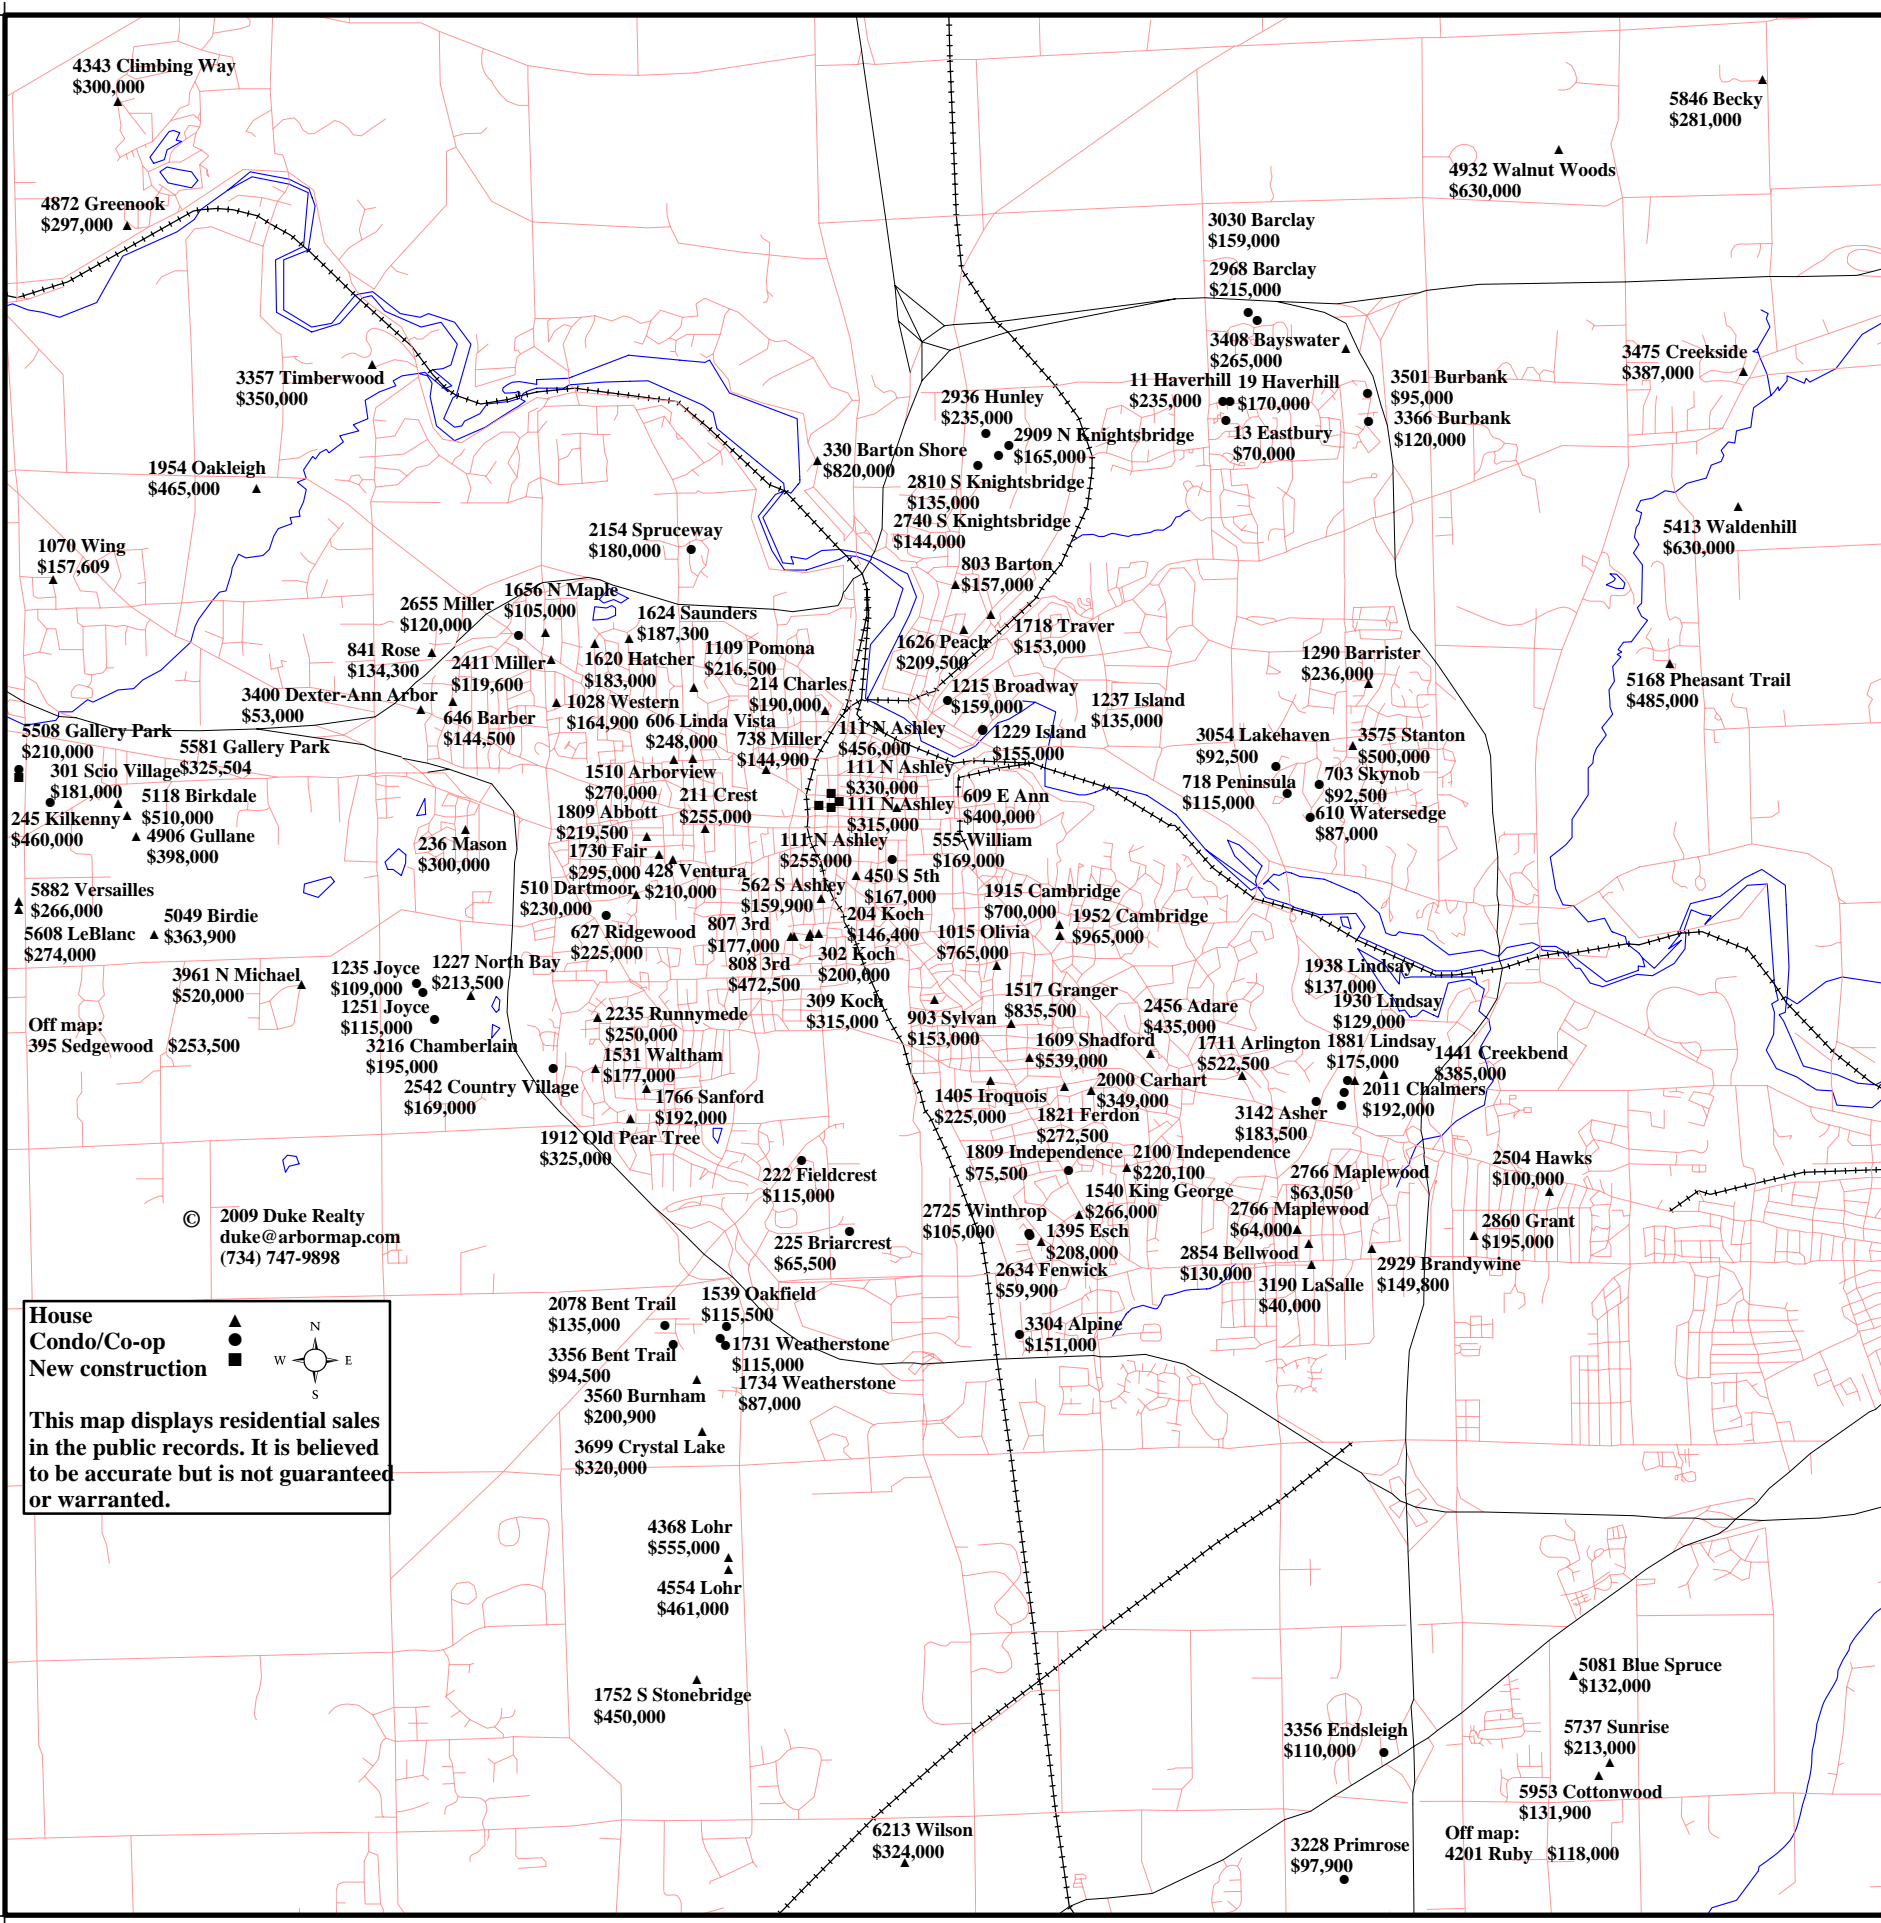 4343 Climbing Way
$300,000
5846 Becky
$281,000
4932 Walnut Woods
$630,000
4872 Greenook
$297,000
3030 Barclay
$159,000
2968 Barclay
$215,000
3408 Bayswater
$265,000
3475 Creekside
$387,000
3357 Timberwood
$350,000
11 Haverhill
$235,000
19 Haverhill
$170,000
3501 Burbank
$95,000
3366 Burbank
$120,000
13 Eastbury
$70,000
2936 Hunley
$235,000
2909 N Knightsbridge
$165,000
330 Barton Shore
$820,000
2810 S Knightsbridge
$135,000
2740 S Knightsbridge
$144,000
1954 Oakleigh
$465,000
5413 Waldenhill
$630,000
2154 Spruceway
$180,000
1070 Wing
$157,609
803 Barton
$157,000
1656 N Maple
$105,000
2655 Miller
$120,000
1624 Saunders
$187,300
1718 Traver
$153,000
1626 Peach
$209,500
841 Rose
$134,300
2411 Miller
$119,600
1620 Hatcher
$183,000
1109 Pomona
$216,500
1290 Barrister
$236,000
5168 Pheasant Trail
$485,000
3400 Dexter-Ann Arbor
$53,000
646 Barber
$144,500
1028 Western
$164,900
214 Charles
$190,000
1215 Broadway
$159,000
1237 Island
$135,000
1229 Island
$155,000
606 Linda Vista
$248,000
738 Miller
$144,900
111 N Ashley
$456,000
111 N Ashley
$330,000
111 N Ashley
$315,000
111 N Ashley
$255,000
5508 Gallery Park
$210,000
5581 Gallery Park
$325,504
301 Scio Village
$181,000
5118 Birkdale
$510,000
245 Kilkenny
$460,000
4906 Gullane
$398,000
236 Mason
$300,000
1510 Arborview
$270,000
211 Crest
$255,000
1809 Abbott
$219,500
1730 Fair
$295,000
428 Ventura
$210,000
510 Dartmoor
$230,000
609 E Ann
$400,000
555 William
$169,000
450 S 5th
$167,000
562 S Ashley
$159,900
3054 Lakehaven
$92,500
3575 Stanton
$500,000
718 Peninsula
$115,000
703 Skynob
$92,500
610 Watersedge
$87,000
5882 Versailles
$266,000
5608 LeBlanc
$274,000
5049 Birdie
$363,900
627 Ridgewood
$225,000
807 3rd
$177,000
808 3rd
$472,500
204 Koch
$146,400
302 Koch
$200,000
309 Koch
$315,000
1915 Cambridge
$700,000
1952 Cambridge
$965,000
1015 Olivia
$765,000
3961 N Michael
$520,000
1235 Joyce
$109,000
1251 Joyce
$115,000
1227 North Bay
$213,500
3216 Chamberlain
$195,000
2542 Country Village
$169,000
Off map:
395 Sedgewood $253,500
2235 Runnymede
$250,000
1531 Waltham
$177,000
1766 Sanford
$192,000
1912 Old Pear Tree
$325,000
903 Sylvan
$153,000
1517 Granger
$835,500
1609 Shadford
$539,000
2456 Adare
$435,000
1711 Arlington
$522,500
1938 Lindsay
$137,000
1930 Lindsay
$129,000
1881 Lindsay
$175,000
1441 Creekbend
$385,000
2011 Chalmers
$192,000
3142 Asher
$183,500
1405 Iroquois
$225,000
2000 Carhart
$349,000
1821 Ferdon
$272,500
1809 Independence
$75,500
2100 Independence
$220,100
222 Fieldcrest
$115,000
2766 Maplewood
$63,050
2766 Maplewood
$64,000
2504 Hawks
$100,000
2860 Grant
$195,000
2929 Brandywine
$149,800
2854 Bellwood
$130,000
3190 LaSalle
$40,000
1540 King George
$266,000
2725 Winthrop
$105,000
1395 Esch
$208,000
2634 Fenwick
$59,900
3304 Alpine
$151,000
225 Briarcrest
$65,500
© 2009 Duke Realty
duke@arbormap.com
(734) 747-9898
House
Condo/Co-op
New construction
N
W E
S
This map displays residential sales
in the public records. It is believed
to be accurate but is not guaranteed
or warranted.
2078 Bent Trail
$135,000
1539 Oakfield
$115,500
3356 Bent Trail
$94,500
1731 Weatherstone
$115,000
1734 Weatherstone
$87,000
3560 Burnham
$200,900
3699 Crystal Lake
$320,000
4368 Lohr
$555,000
4554 Lohr
$461,000
1752 S Stonebridge
$450,000
5081 Blue Spruce
$132,000
3356 Endsleigh
$110,000
5737 Sunrise
$213,000
5953 Cottonwood
$131,900
6213 Wilson
$324,000
3228 Primrose
$97,900
Off map:
4201 Ruby $118,000